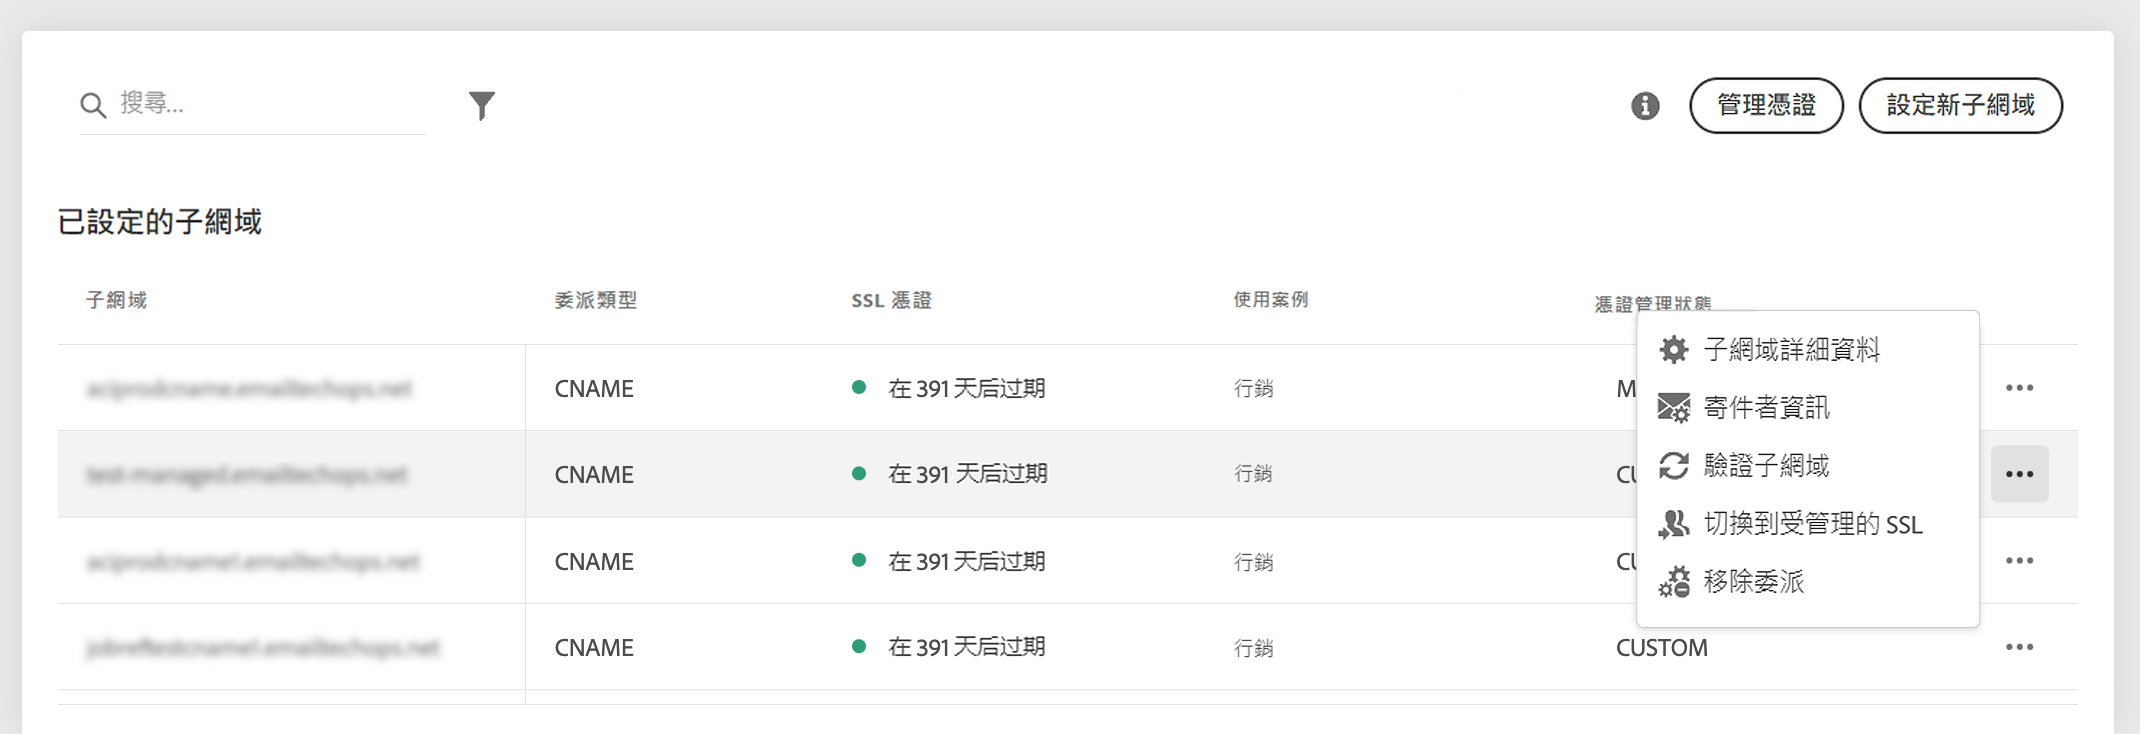 搜尋...
管理憑證
設定新子網域
已設定的子網域
子網域 委派類型 SSL 憑證 使用案例 憑證管理狀態
CNAME 在 391 天后过期 行銷 M
CNAME 在 391 天后过期 行銷 CU
CNAME 在 391 天后过期 行銷 CU
CNAME 在 391 天后过期 行銷 CUSTOM
子網域詳細資料
寄件者資訊
驗證子網域
切換到受管理的 SSL
移除委派